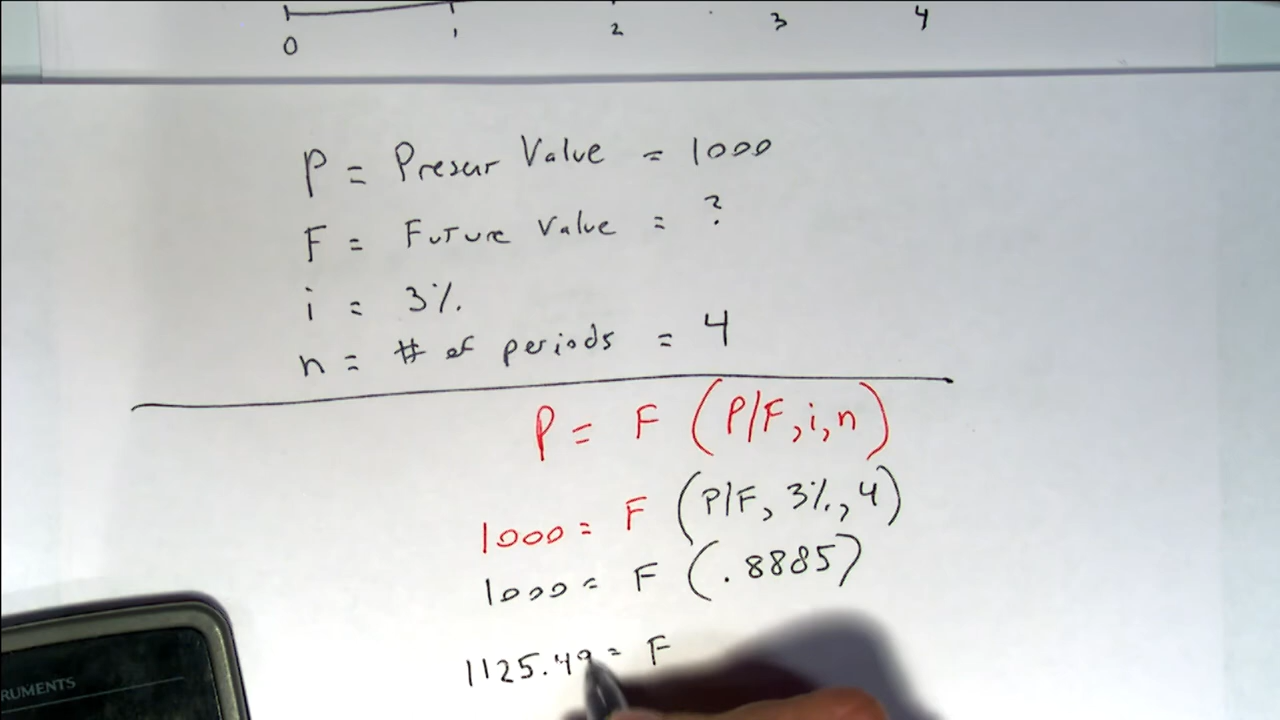 0 1 2 3 4
P = Presur Value = 1000
F = Future Value = ?
i = 3%.
n = # of periods = 4
P = F (P/F, i, n)
1000 = F (P/F, 3%, 4)
1000 = F (.8885)
1125.49 = F
RUMENTS